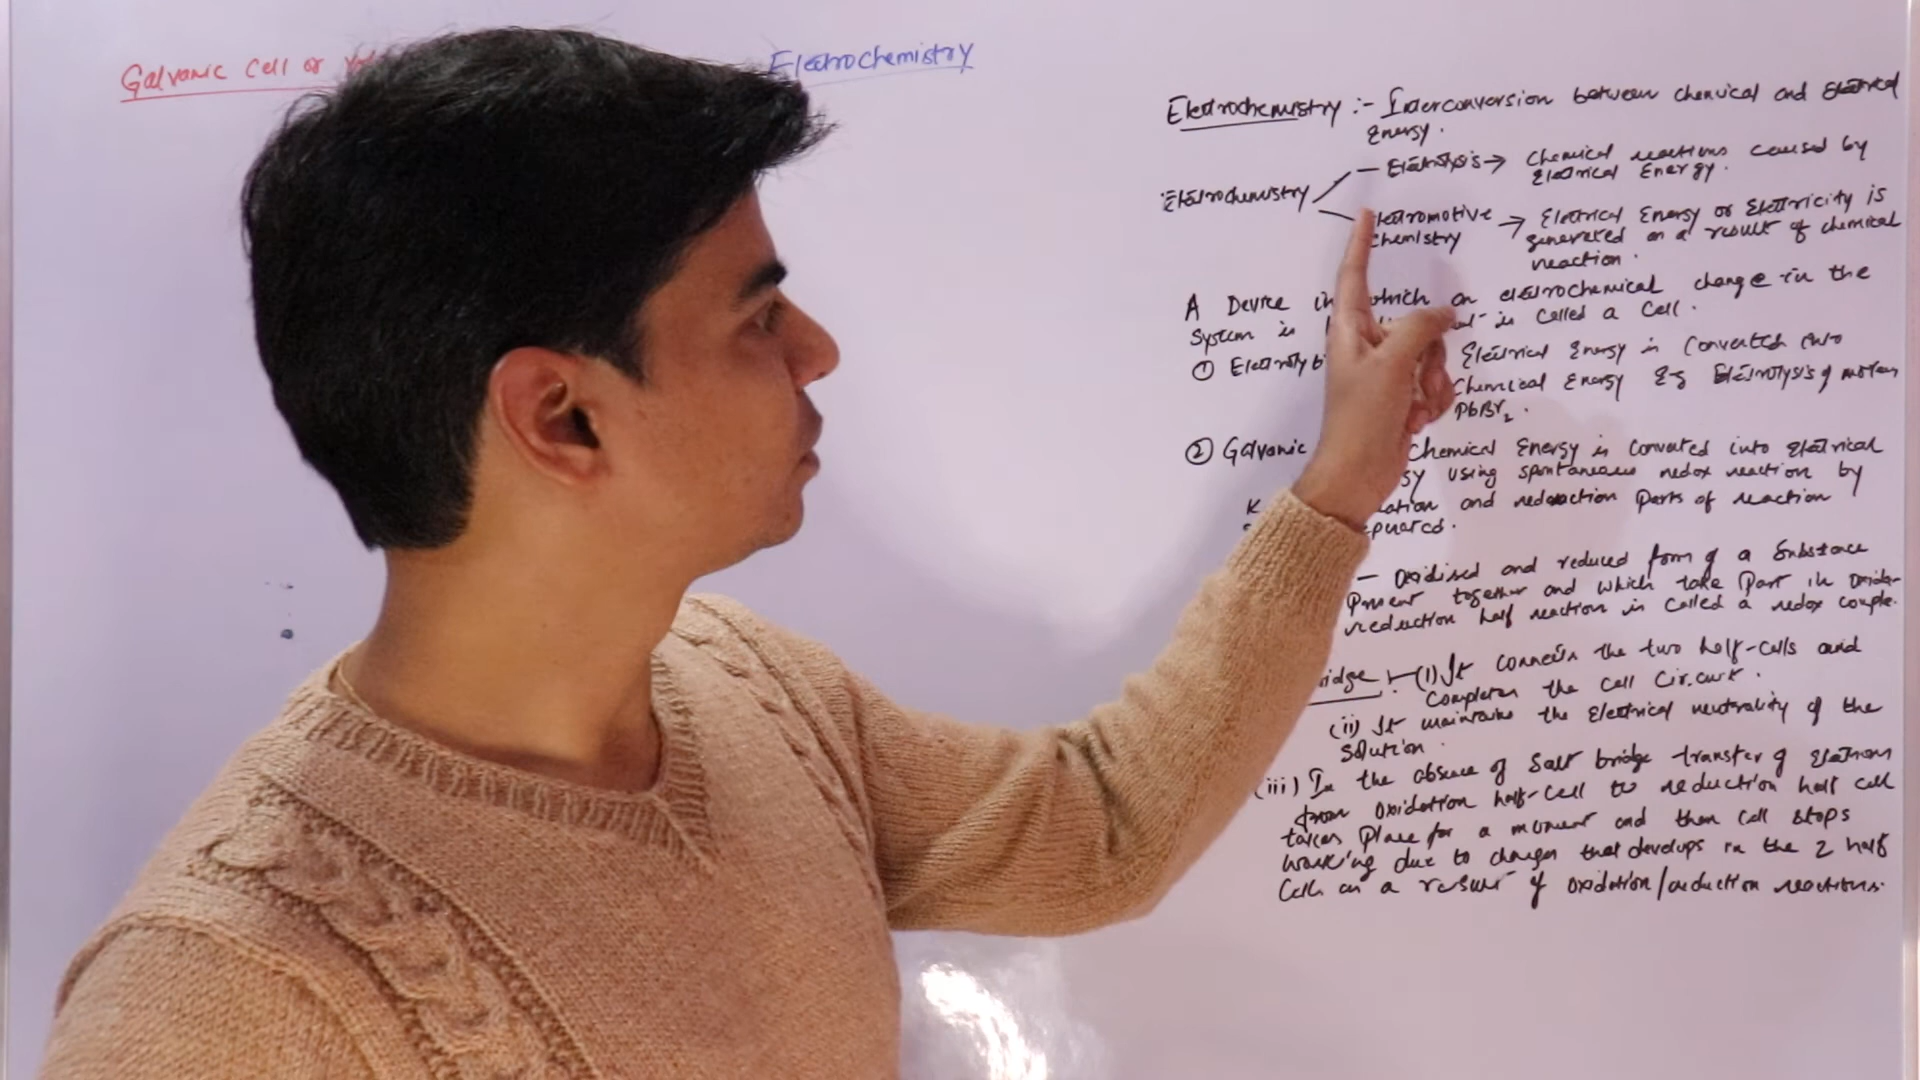 Galvanic Cell or
Electrochemistry
Electrochemistry :- Interconversion between chemical and Electrical
Energy.
Electrochemistry
— Electrolysis → Chemical reactions caused by
Electrical Energy.
Electromotive chemistry → Electrical Energy or Electricity is
generated as a result of chemical
reaction.
A Device in which an electrochemical change in the
System is is called a Cell.
① Electrical Energy is Converted into
Chemical Energy Eg Electrolysis of molten
PbBr₂.
② Galvanic Chemical Energy is Converted into Electrical
using spontaneous redox reaction by
and reduction parts of reaction
— Oxidised and reduced form of a Substance
Present together and which take Part in Oxida-
reduction half reaction is called a redox couple.
:- (i) It connects the two half-cells and
Completes the Cell Circuit.
(ii) It maintains the Electrical neutrality of the
Solution.
(iii) In the absence of Salt bridge transfer of Electrons
from Oxidation half-cell to reduction half cell
takes Place for a moment and then cell stops
working due to charges that develops in the 2 half
Cells as a result of oxidation/reduction reactions.